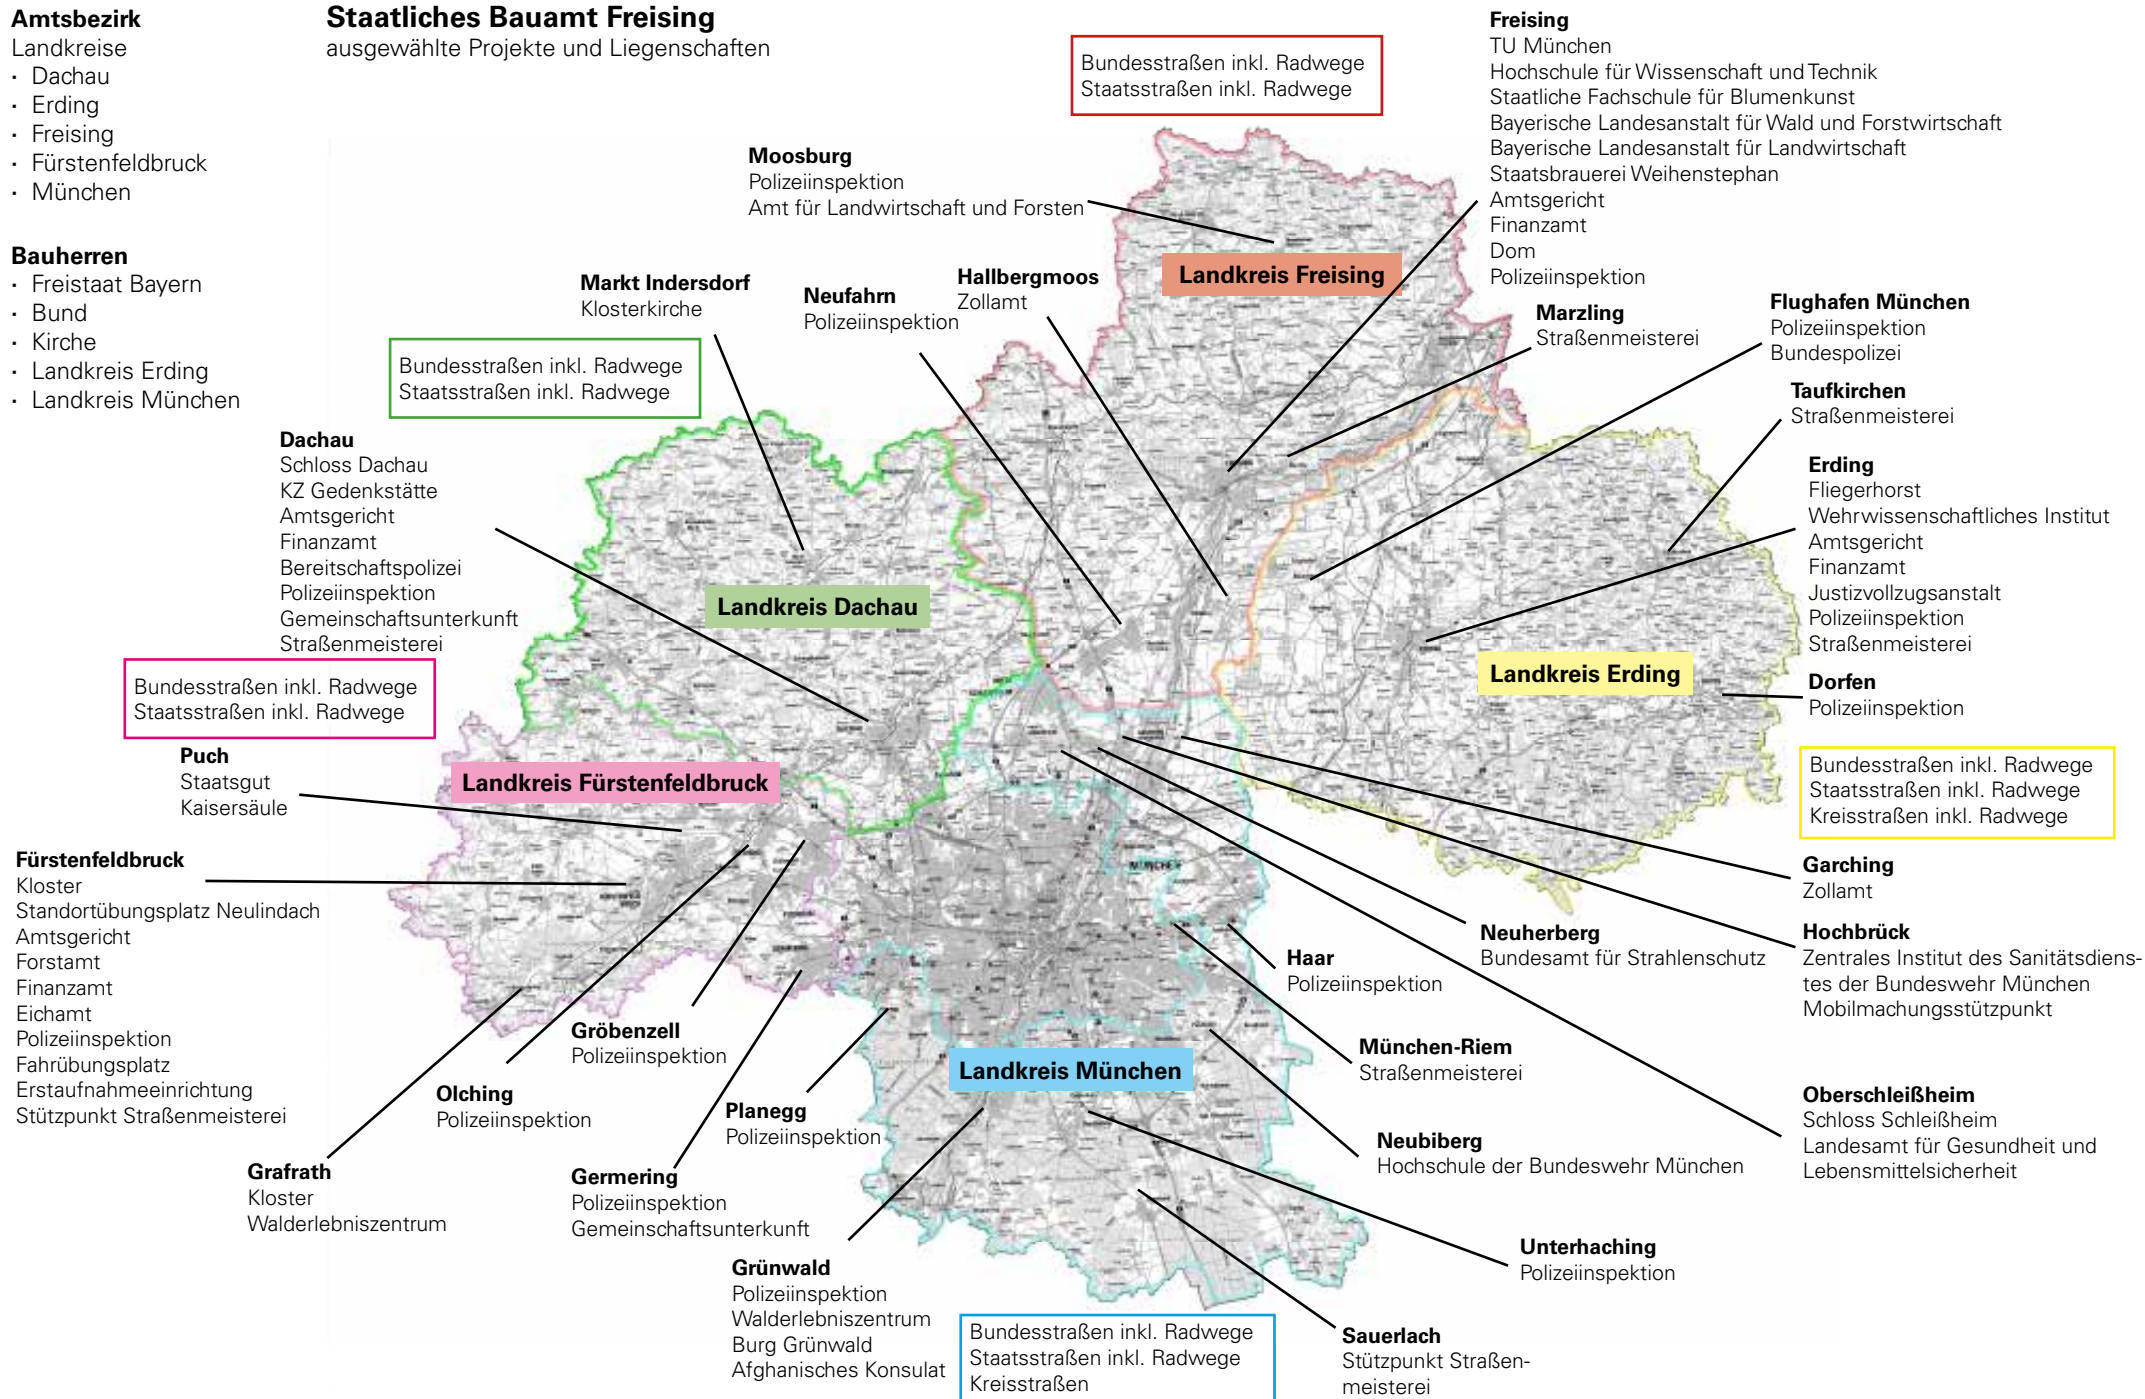 Amtsbezirk
Landkreise
· Dachau
· Erding
· Freising
· Fürstenfeldbruck
· München
Bauherren
· Freistaat Bayern
· Bund
· Kirche
· Landkreis Erding
· Landkreis München
Staatliches Bauamt Freising
ausgewählte Projekte und Liegenschaften
Bundesstraßen inkl. Radwege
Staatsstraßen inkl. Radwege
Freising
TU München
Hochschule für Wissenschaft und Technik
Staatliche Fachschule für Blumenkunst
Bayerische Landesanstalt für Wald und Forstwirtschaft
Bayerische Landesanstalt für Landwirtschaft
Staatsbrauerei Weihenstephan
Amtsgericht
Finanzamt
Dom
Polizeiinspektion
Moosburg
Polizeiinspektion
Amt für Landwirtschaft und Forsten
Landkreis Freising
Markt Indersdorf
Klosterkirche
Neufahrn
Polizeiinspektion
Hallbergmoos
Zollamt
Marzling
Straßenmeisterei
Flughafen München
Polizeiinspektion
Bundespolizei
Bundesstraßen inkl. Radwege
Staatsstraßen inkl. Radwege
Taufkirchen
Straßenmeisterei
Dachau
Schloss Dachau
KZ Gedenkstätte
Amtsgericht
Finanzamt
Bereitschaftspolizei
Polizeiinspektion
Gemeinschaftsunterkunft
Straßenmeisterei
Erding
Fliegerhorst
Wehrwissenschaftliches Institut
Amtsgericht
Finanzamt
Justizvollzugsanstalt
Polizeiinspektion
Straßenmeisterei
Landkreis Dachau
Landkreis Erding
Dorfen
Polizeiinspektion
Bundesstraßen inkl. Radwege
Staatsstraßen inkl. Radwege
Puch
Staatsgut
Kaisersäule
Landkreis Fürstenfeldbruck
Bundesstraßen inkl. Radwege
Staatsstraßen inkl. Radwege
Kreisstraßen inkl. Radwege
Fürstenfeldbruck
Kloster
Standortübungsplatz Neulindach
Amtsgericht
Forstamt
Finanzamt
Eichamt
Polizeiinspektion
Fahrübungsplatz
Erstaufnahmeeinrichtung
Stützpunkt Straßenmeisterei
MÜNCHEN
Garching
Zollamt
Neuherberg
Bundesamt für Strahlenschutz
Hochbrück
Zentrales Institut des Sanitätsdiens-
tes der Bundeswehr München
Mobilmachungsstützpunkt
Haar
Polizeiinspektion
Gröbenzell
Polizeiinspektion
München-Riem
Straßenmeisterei
Landkreis München
Olching
Polizeiinspektion
Planegg
Polizeiinspektion
Oberschleißheim
Schloss Schleißheim
Landesamt für Gesundheit und
Lebensmittelsicherheit
Neubiberg
Hochschule der Bundeswehr München
Grafrath
Kloster
Walderlebniszentrum
Germering
Polizeiinspektion
Gemeinschaftsunterkunft
Unterhaching
Polizeiinspektion
Grünwald
Polizeiinspektion
Walderlebniszentrum
Burg Grünwald
Afghanisches Konsulat
Bundesstraßen inkl. Radwege
Staatsstraßen inkl. Radwege
Kreisstraßen
Sauerlach
Stützpunkt Straßen-
meisterei